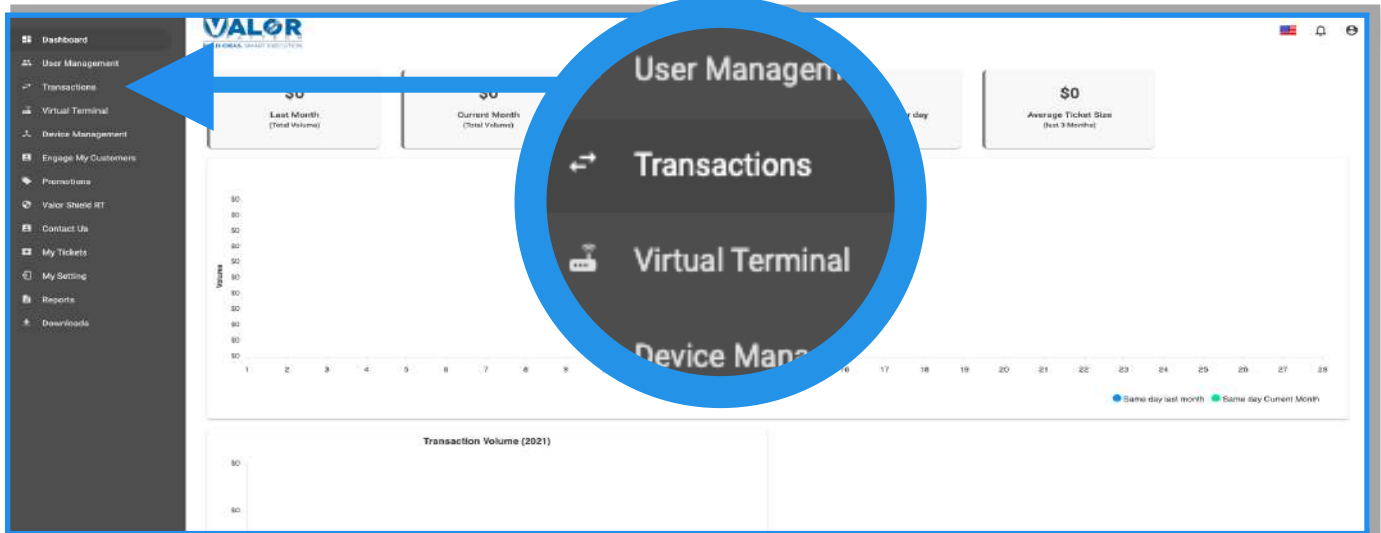 VALOR
PAYTECH
BOLD IDEAS. SMART EXECUTION
Dashboard
User Management
Transactions
Virtual Terminal
Device Management
Engage My Customers
Promotions
Valor Shield RT
Contact Us
My Tickets
My Setting
Reports
Downloads
$0
Last Month
(Total Volume)
$0
Current Month
(Total Volume)
r day
$0
Average Ticket Size
(last 3 Months)
User Managem
Transactions
Virtual Terminal
Device Mana
Volume
$0
$0
$0
$0
$0
$0
$0
$0
$0
$0
$0
1 2 3 4 5 6 7 8 9 16 17 18 19 20 21 22 23 24 25 26 27 28
Same day last month Same day Current Month
Transaction Volume (2021)
$0
$0